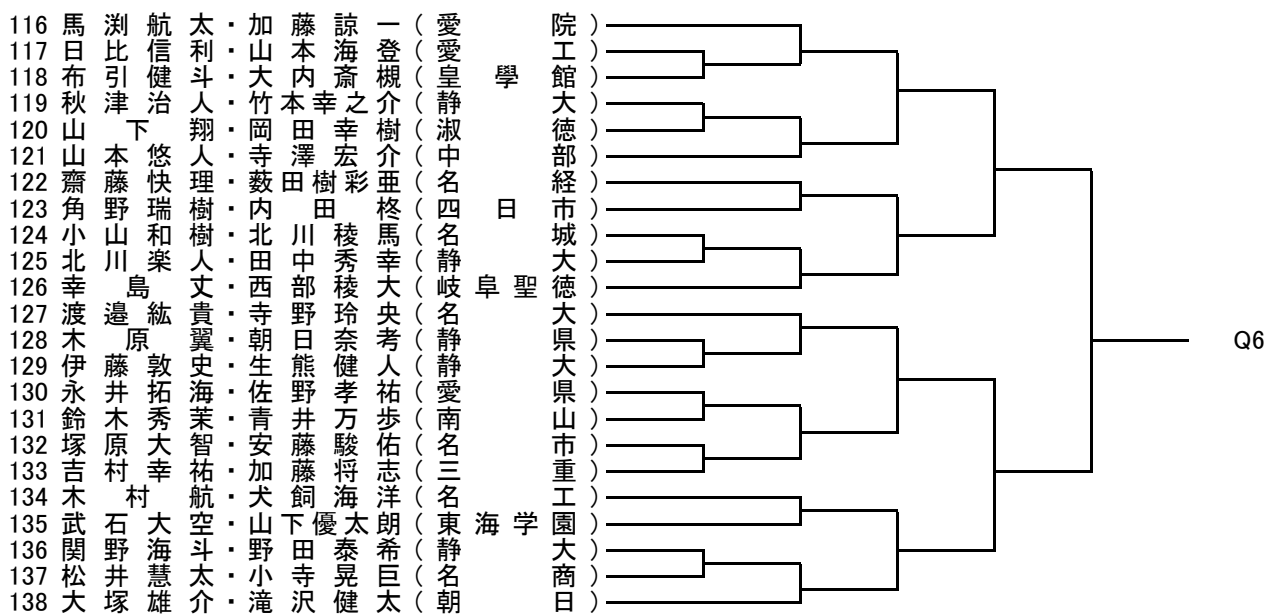 116 馬渕航太・加藤諒一(愛院)
117 日比信利・山本海登(愛工)
118 布引健斗・大内斎槻(皇學館)
119 秋津治人・竹本幸之介(静大)
120 山下翔・岡田幸樹(淑徳)
121 山本悠人・寺澤宏介(中部)
122 齋藤快理・薮田樹彩亜(名経)
123 角野瑞樹・内田柊(四日市)
124 小山和樹・北川稜馬(名城)
125 北川楽人・田中秀幸(静大)
126 幸島丈・西部稜大(岐阜聖徳)
127 渡邉紘貴・寺野玲央(名大)
128 木原翼・朝日奈考(静県)
129 伊藤敦史・生熊健人(静大)
130 永井拓海・佐野孝祐(愛県)
131 鈴木秀茉・青井万歩(南山)
132 塚原大智・安藤駿佑(名市)
133 吉村幸祐・加藤将志(三重)
134 木村航・犬飼海洋(名工)
135 武石大空・山下優太朗(東海学園)
136 関野海斗・野田泰希(静大)
137 松井慧太・小寺晃巨(名商)
138 大塚雄介・滝沢健太(朝日)
Q6